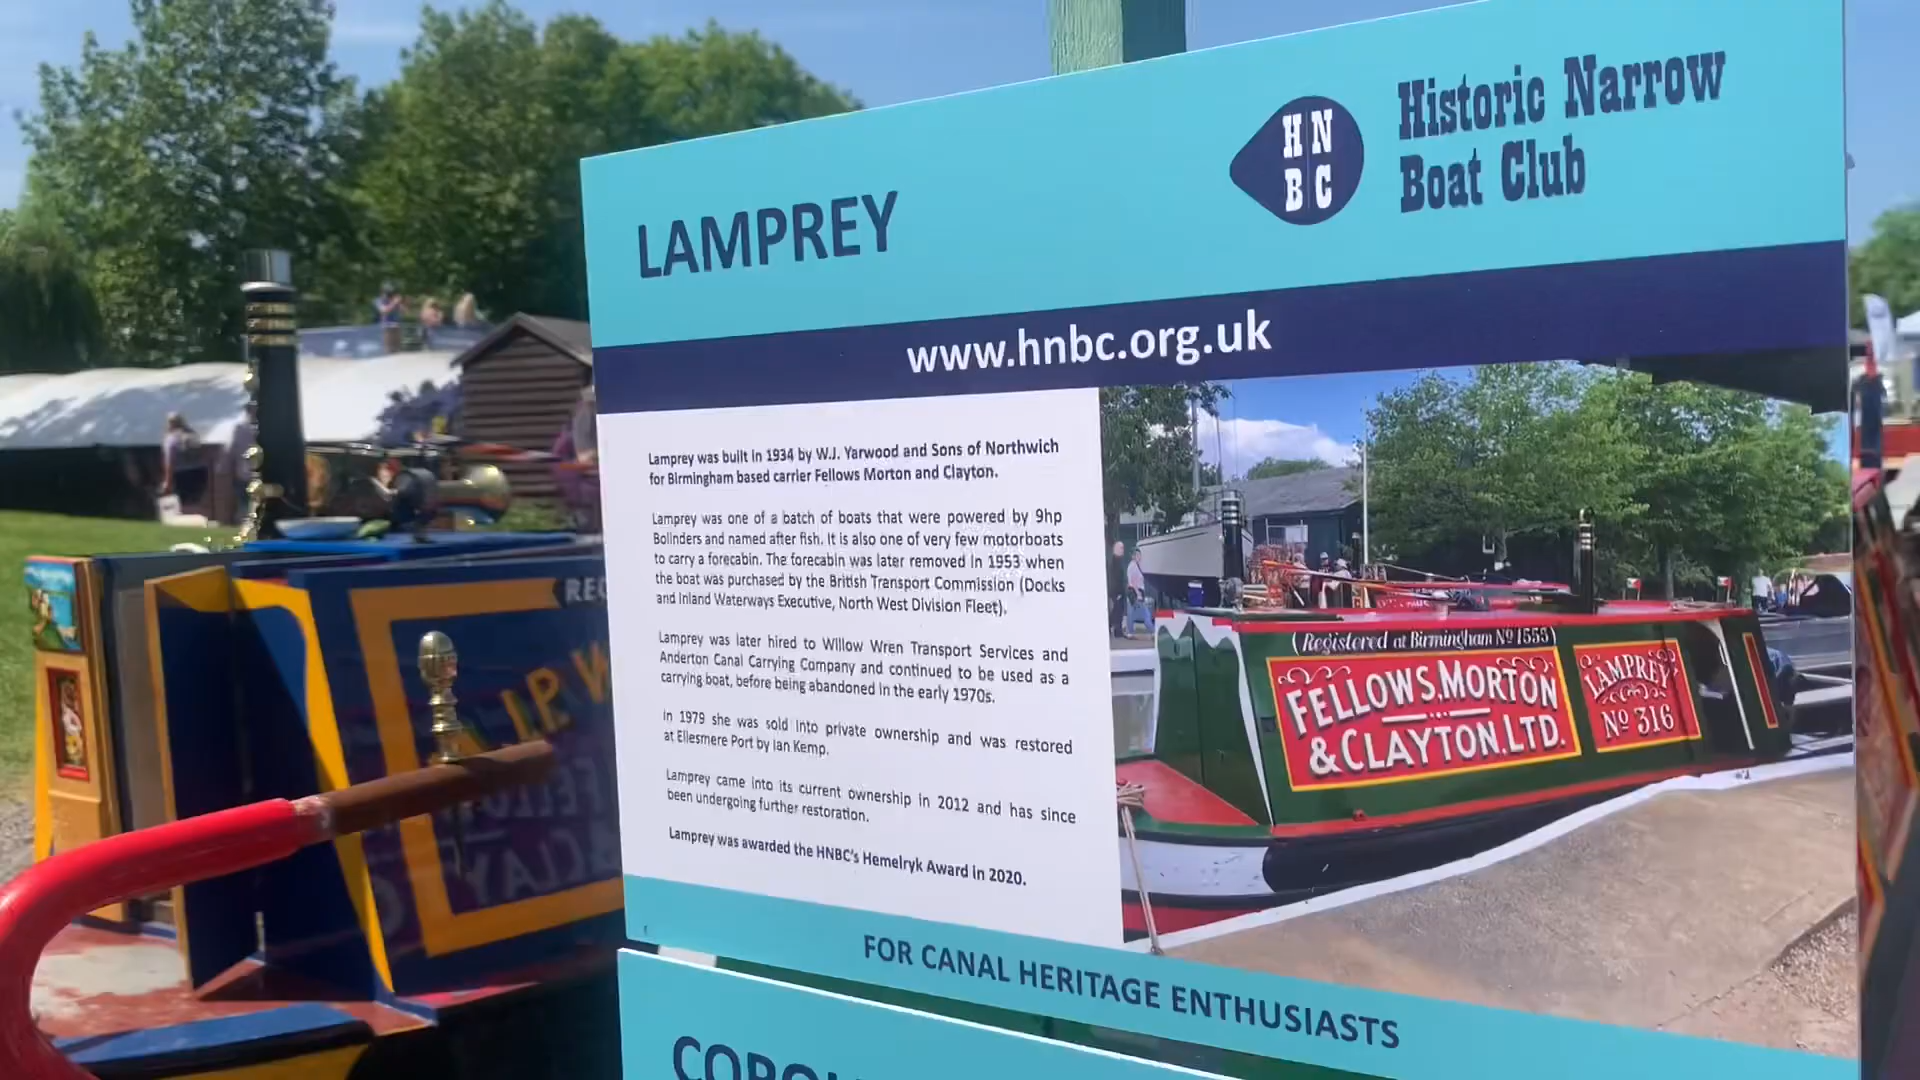 Historic Narrow
Boat Club
HN
BC
LAMPREY
www.hnbc.org.uk
Lamprey was built in 1934 by W.J. Yarwood and Sons of Northwich
for Birmingham based carrier Fellows Morton and Clayton.
Lamprey was one of a batch of boats that were powered by 9hp
Bolinders and named after fish. It is also one of very few motorboats
to carry a forecabin. The forecabin was later removed in 1953 when
the boat was purchased by the British Transport Commission (Docks
and Inland Waterways Executive, North West Division Fleet).
Lamprey was later hired to Willow Wren Transport Services and
Anderton Canal Carrying Company and continued to be used as a
carrying boat, before being abandoned in the early 1970s.
In 1979 she was sold into private ownership and was restored
at Ellesmere Port by Ian Kemp.
Lamprey came into its current ownership in 2012 and has since
been undergoing further restoration.
Lamprey was awarded the HNBC's Hemelryk Award in 2020.
(Registered at Birmingham Nº 1553)
FELLOWS, MORTON
& CLAYTON, LTD.
LAMPREY
Nº 316
FOR CANAL HERITAGE ENTHUSIASTS